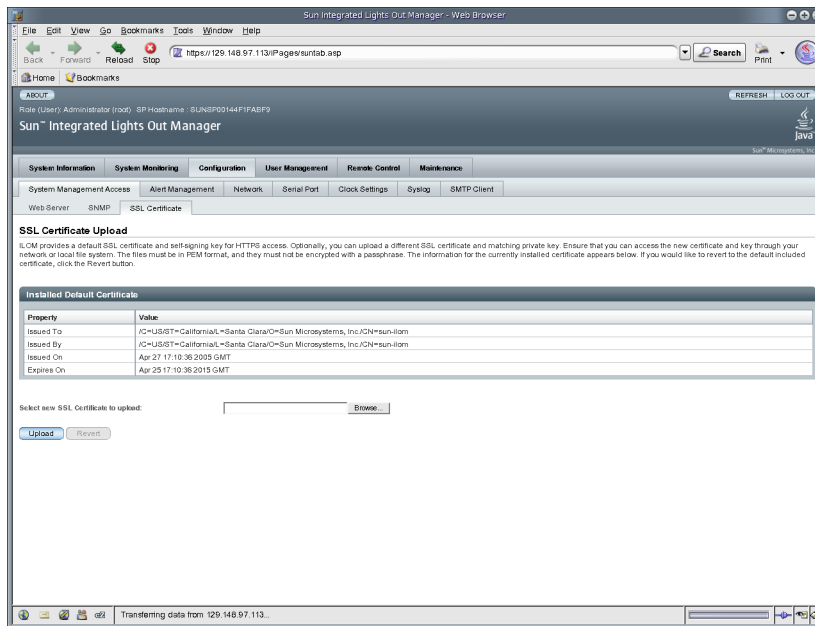 Sun Integrated Lights Out Manager - Web Browser
File Edit View Go Bookmarks Tools Window Help
Back Forward Reload Stop https://129.148.97.113/iPages/suntab.asp Search Print
Home Bookmarks
ABOUT REFRESH LOG OUT
Role (User): Administrator (root) SP Hostname : SUNSP00144F1FABF9
Sun™ Integrated Lights Out Manager
Java
Sun™ Microsystems, Inc
System Information System Monitoring Configuration User Management Remote Control Maintenance
System Management Access Alert Management Network Serial Port Clock Settings Syslog SMTP Client
Web Server SNMP SSL Certificate
SSL Certificate Upload
ILOM provides a default SSL certificate and self-signing key for HTTPS access. Optionally, you can upload a different SSL certificate and matching private key. Ensure that you can access the new certificate and key through your
network or local file system. The files must be in PEM format, and they must not be encrypted with a passphrase. The information for the currently installed certificate appears below. If you would like to revert to the default included
certificate, click the Revert button.
Installed Default Certificate
Property Value
Issued To /C=US/ST=California/L=Santa Clara/O=Sun Microsystems, Inc./CN=sun-ilom
Issued By /C=US/ST=California/L=Santa Clara/O=Sun Microsystems, Inc./CN=sun-ilom
Issued On Apr 27 17:10:36 2005 GMT
Expires On Apr 25 17:10:36 2015 GMT
Select new SSL Certificate to upload: Browse...
Upload Revert
Transferring data from 129.148.97.113...